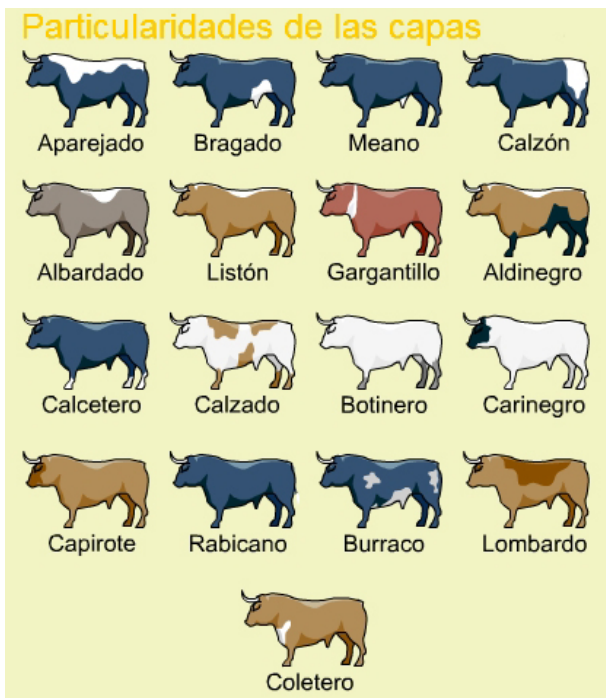 Particularidades de las capas
Aparejado Bragado Meano Calzón
Albardado Listón Gargantillo Aldinegro
Calcetero Calzado Botinero Carinegro
Capirote Rabicano Burraco Lombardo
Coletero